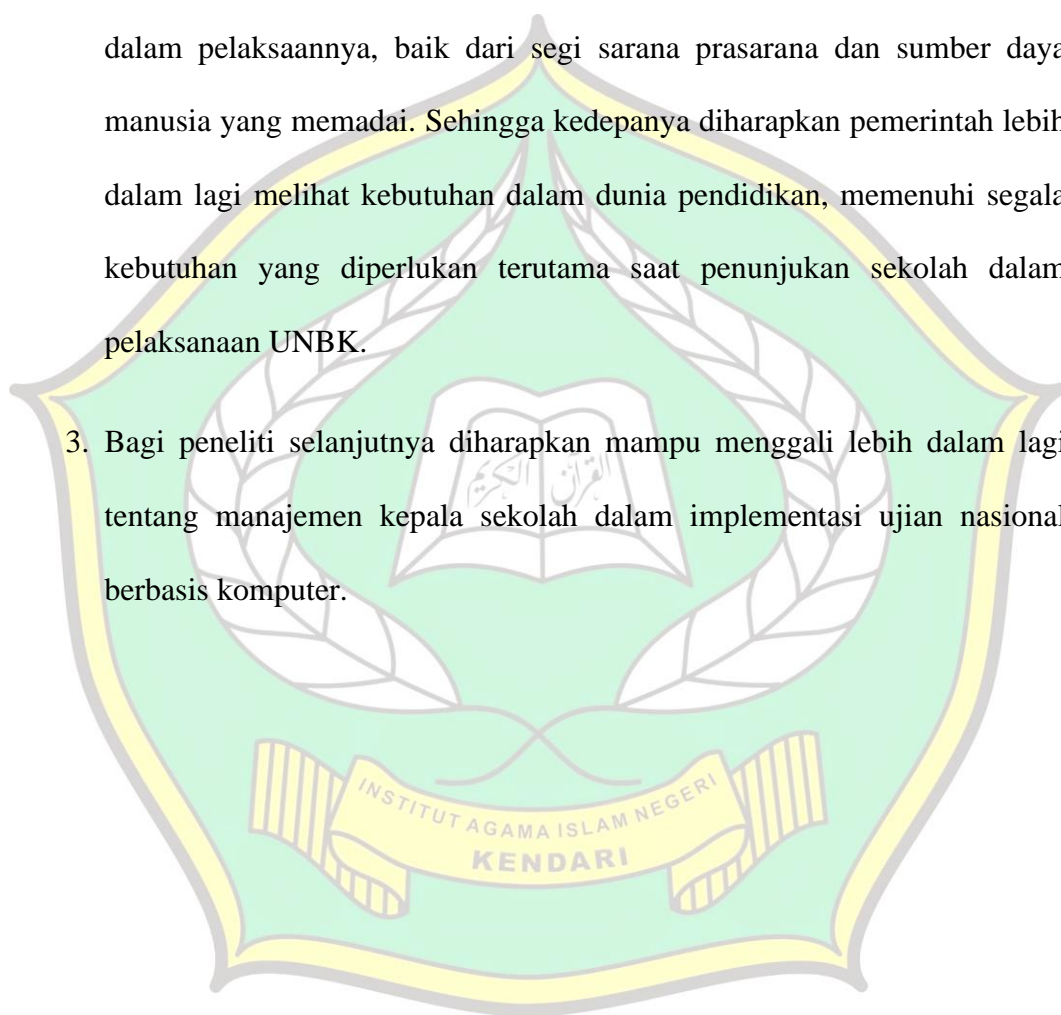 dalam pelaksaannya, baik dari segi sarana prasarana dan sumber daya
manusia yang memadai. Sehingga kedepanya diharapkan pemerintah lebih
dalam lagi melihat kebutuhan dalam dunia pendidikan, memenuhi segala
kebutuhan yang diperlukan terutama saat penunjukan sekolah dalam
pelaksanaan UNBK.
3. Bagi peneliti selanjutnya diharapkan mampu menggali lebih dalam lagi
tentang manajemen kepala sekolah dalam implementasi ujian nasional
berbasis komputer.
القرآن الكريم
INSTITUT AGAMA ISLAM NEGERI
KENDARI